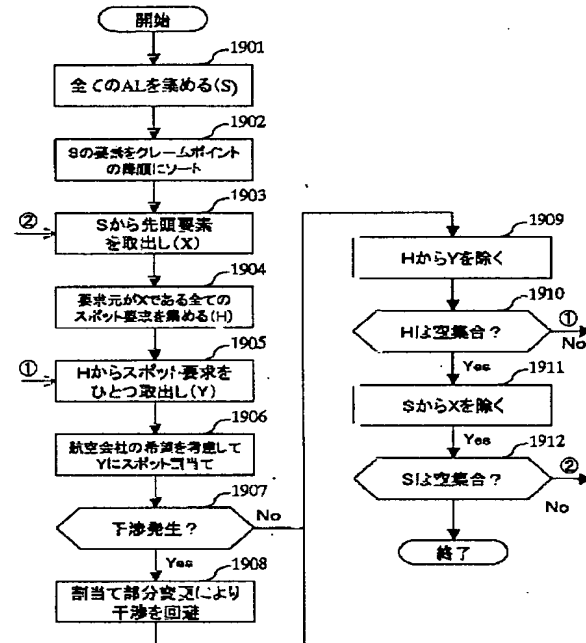 開始
1901
全てのALを集める(S)
1902
Sの要素をクレームポイント
の降順にソート
1903
②
Sから先頭要素
を取出し(X)
1904
要求元がXである全ての
スポット要求を集める(H)
1905
①
Hからスポット要求を
ひとつ取出し(Y)
1906
航空会社の希望を考慮して
Yにスポット割当て
1907
干渉発生?
No
Yes
1908
割当て部分変更により
干渉を回避
1909
HからYを除く
1910
Hは空集合?
①
No
Yes
1911
SからXを除く
Yes
1912
Sは空集合?
②
No
終了